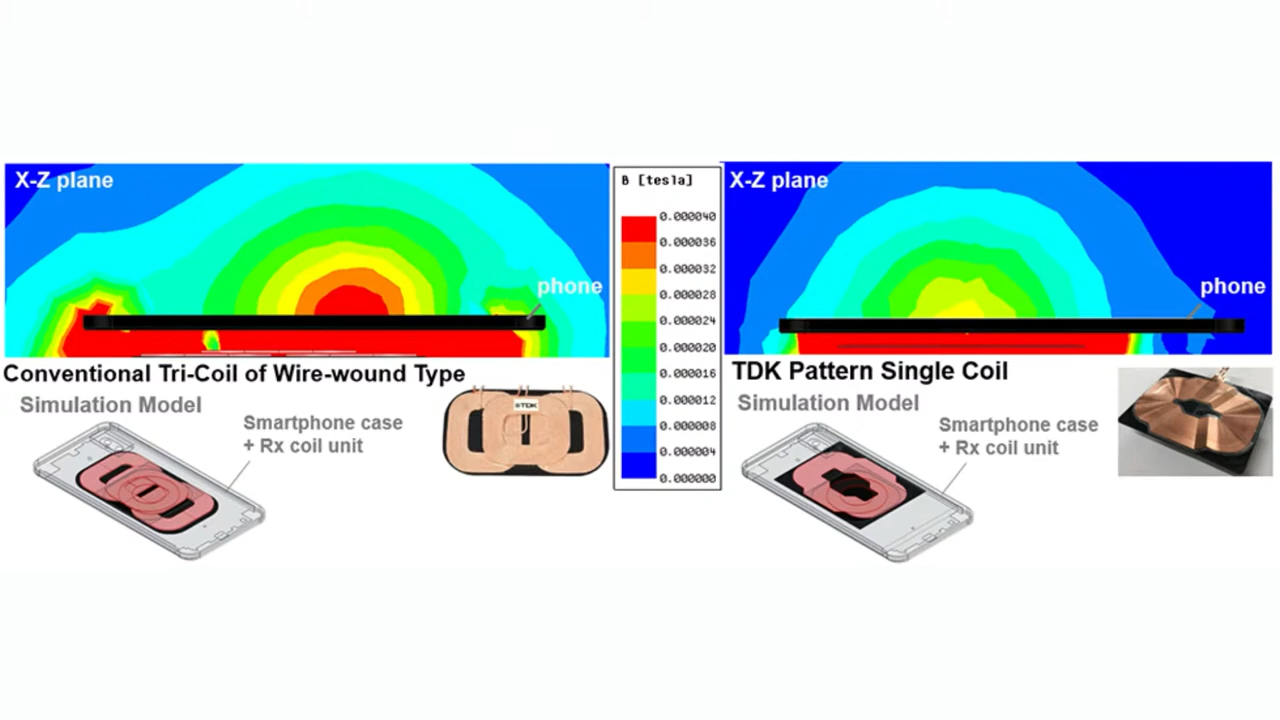 X-Z plane
phone
B [tesla]
0.000040
0.000036
0.000032
0.000028
0.000024
0.000020
0.000016
0.000012
0.000008
0.000004
0.000000
X-Z plane
phone
Conventional Tri-Coil of Wire-wound Type
Simulation Model
Smartphone case
+ Rx coil unit
TDK
TDK Pattern Single Coil
Simulation Model
Smartphone case
+ Rx coil unit